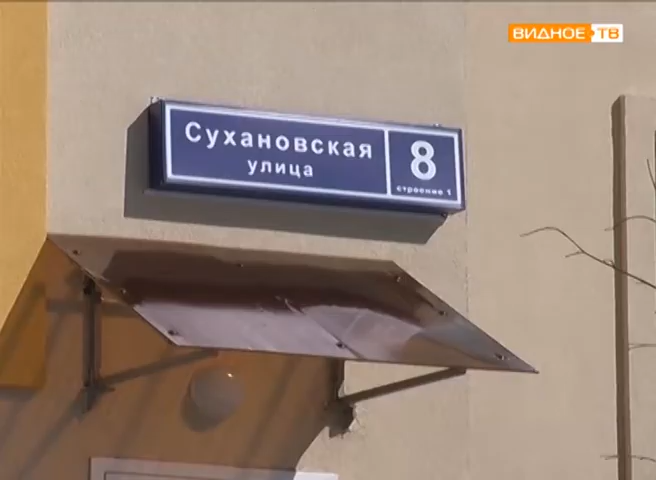 ВИДНОЕ ТВ
Сухановская
улица
8
строение 1